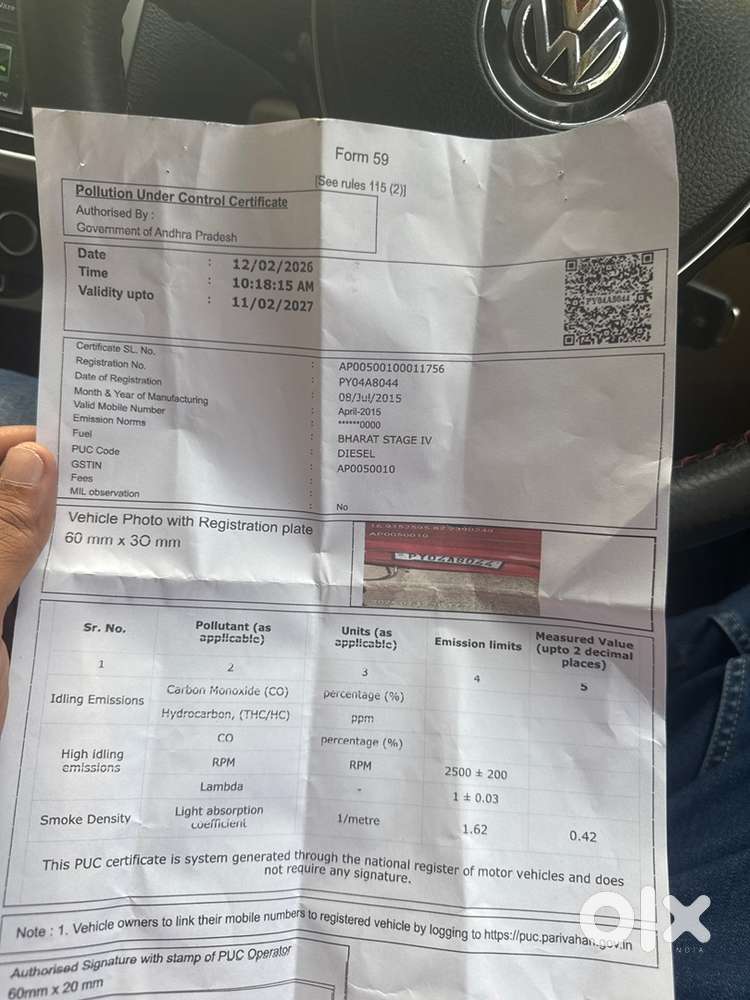 Form 59
[See rules 115 (2)]
Pollution Under Control Certificate
Authorised By :
Government of Andhra Pradesh
Date : 12/02/2026
Time : 10:18:15 AM
Validity upto : 11/02/2027
PY04A8044
Certificate SL. No. : AP00500100011756
Registration No. : PY04A8044
Date of Registration : 08/Jul/2015
Month & Year of Manufacturing : April-2015
Valid Mobile Number : ******0000
Emission Norms : BHARAT STAGE IV
Fuel : DIESEL
PUC Code : AP0050010
GSTIN :
Fees :
MIL observation : No
Vehicle Photo with Registration plate
60 mm x 30 mm
AP0050010
PY04A8044
Sr. No. Pollutant (as applicable) Units (as applicable) Emission limits Measured Value (upto 2 decimal places)
1 2 3 4 5
Idling Emissions Carbon Monoxide (CO) percentage (%)
Hydrocarbon, (THC/HC) ppm
High idling emissions CO percentage (%)
RPM RPM 2500 ± 200
Lambda - 1 ± 0.03
Smoke Density Light absorption coefficient 1/metre 1.62 0.42
This PUC certificate is system generated through the national register of motor vehicles and does
not require any signature.
Note : 1. Vehicle owners to link their mobile numbers to registered vehicle by logging to https://puc.parivahan.gov.in
Authorised Signature with stamp of PUC Operator
60mm x 20 mm
olx
INDIA